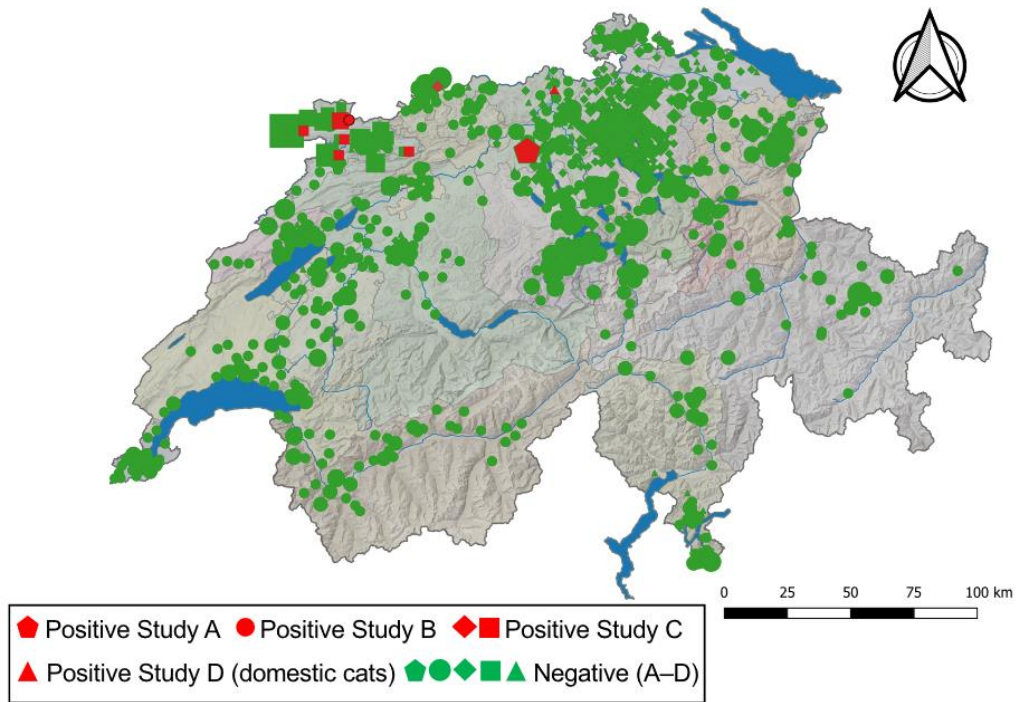 0 25 50 75 100 km
Positive Study A Positive Study B Positive Study C
Positive Study D (domestic cats) Negative (A–D)